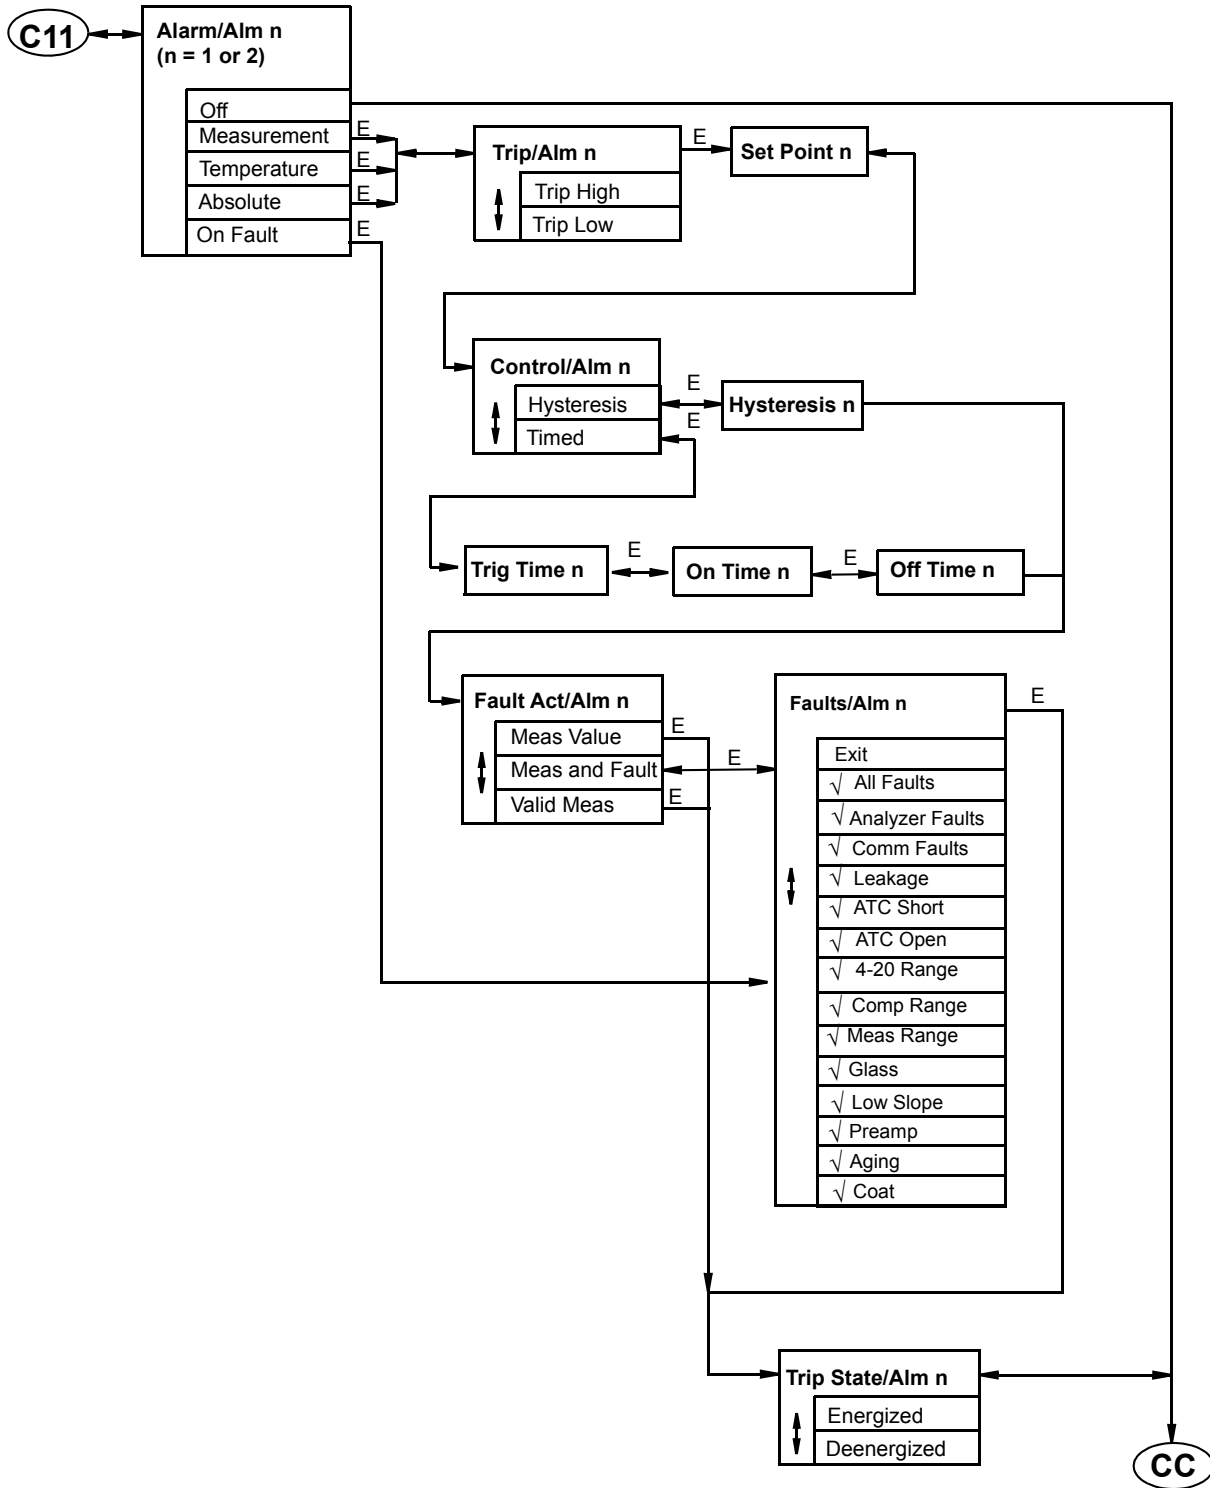 C11
Alarm/Alm n
(n = 1 or 2)
Off
Measurement
E
Temperature
E
Absolute
E
On Fault
E
Trip/Alm n
E
Trip High
Trip Low
Set Point n
Control/Alm n
Hysteresis
E
Timed
E
Hysteresis n
Trig Time n
E
On Time n
E
Off Time n
Fault Act/Alm n
Meas Value
E
Meas and Fault
E
Valid Meas
E
Faults/Alm n
E
Exit
√ All Faults
√ Analyzer Faults
√ Comm Faults
√ Leakage
√ ATC Short
√ ATC Open
√ 4-20 Range
√ Comp Range
√ Meas Range
√ Glass
√ Low Slope
√ Preamp
√ Aging
√ Coat
Trip State/Alm n
Energized
Deenergized
CC